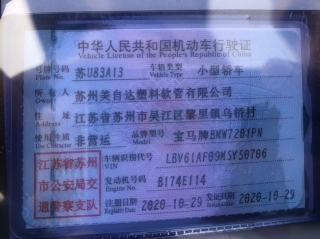 中华人民共和国机动车行驶证
Vehicle License of the People's Republic of China
号牌号码 苏U83A13 车辆类型 小型轿车
Plate No. Vehicle Type
所有人 苏州美自达塑料软管有限公司
Owner
住址 江苏省苏州市吴江区黎里镇乌桥村
Address
使用性质 非营运 品牌型号 宝马牌BMW7201PN
Use Character Model
江苏省苏州市公安局交通警察支队
车辆识别代号 LBV61AF09MSY50706
VIN
发动机号码 B174E114
Engine No.
注册日期 2020-10-29 发证日期 2020-10-29
Register Date Issue Date